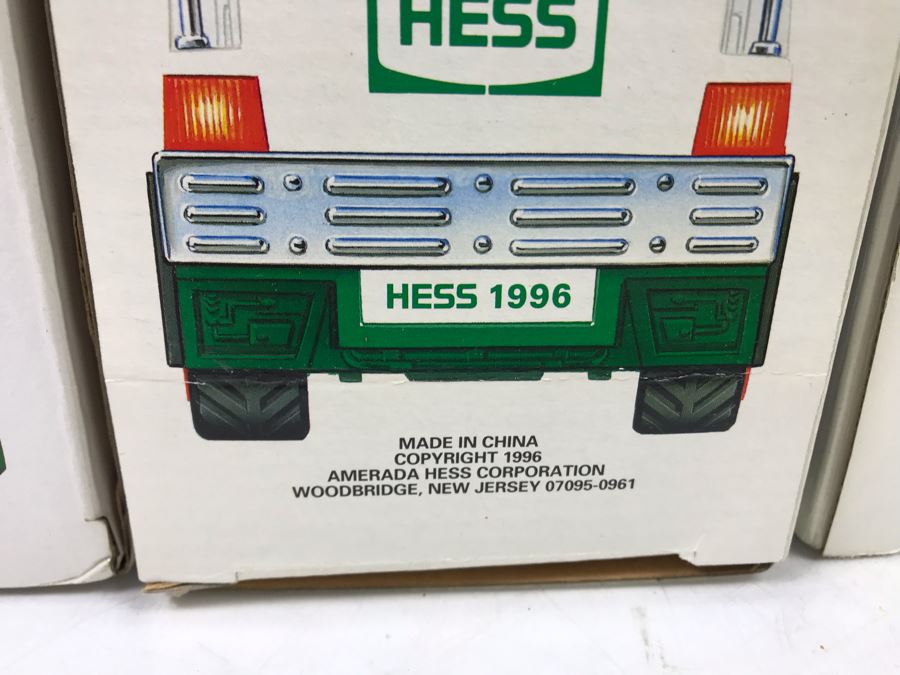 HESS
HESS 1996
MADE IN CHINA
COPYRIGHT 1996
AMERADA HESS CORPORATION
WOODBRIDGE, NEW JERSEY 07095-0961